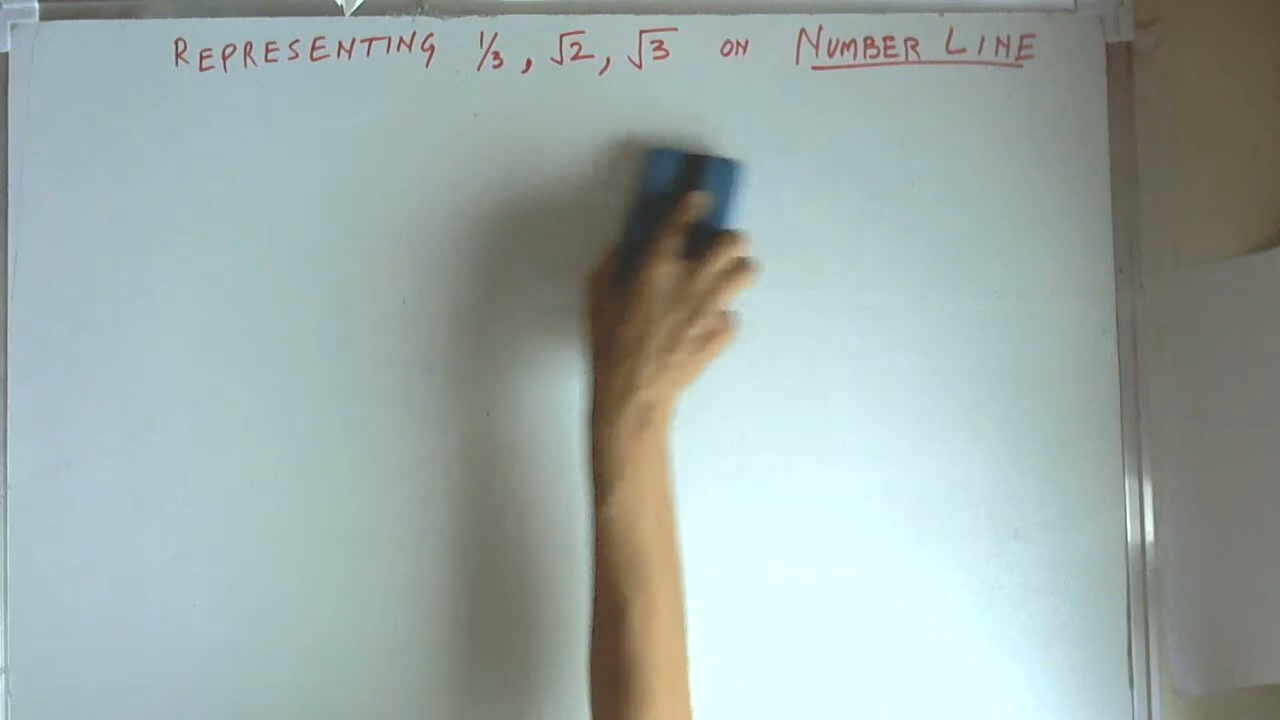 REPRESENTING 1/3, √2, √3 ON NUMBER LINE